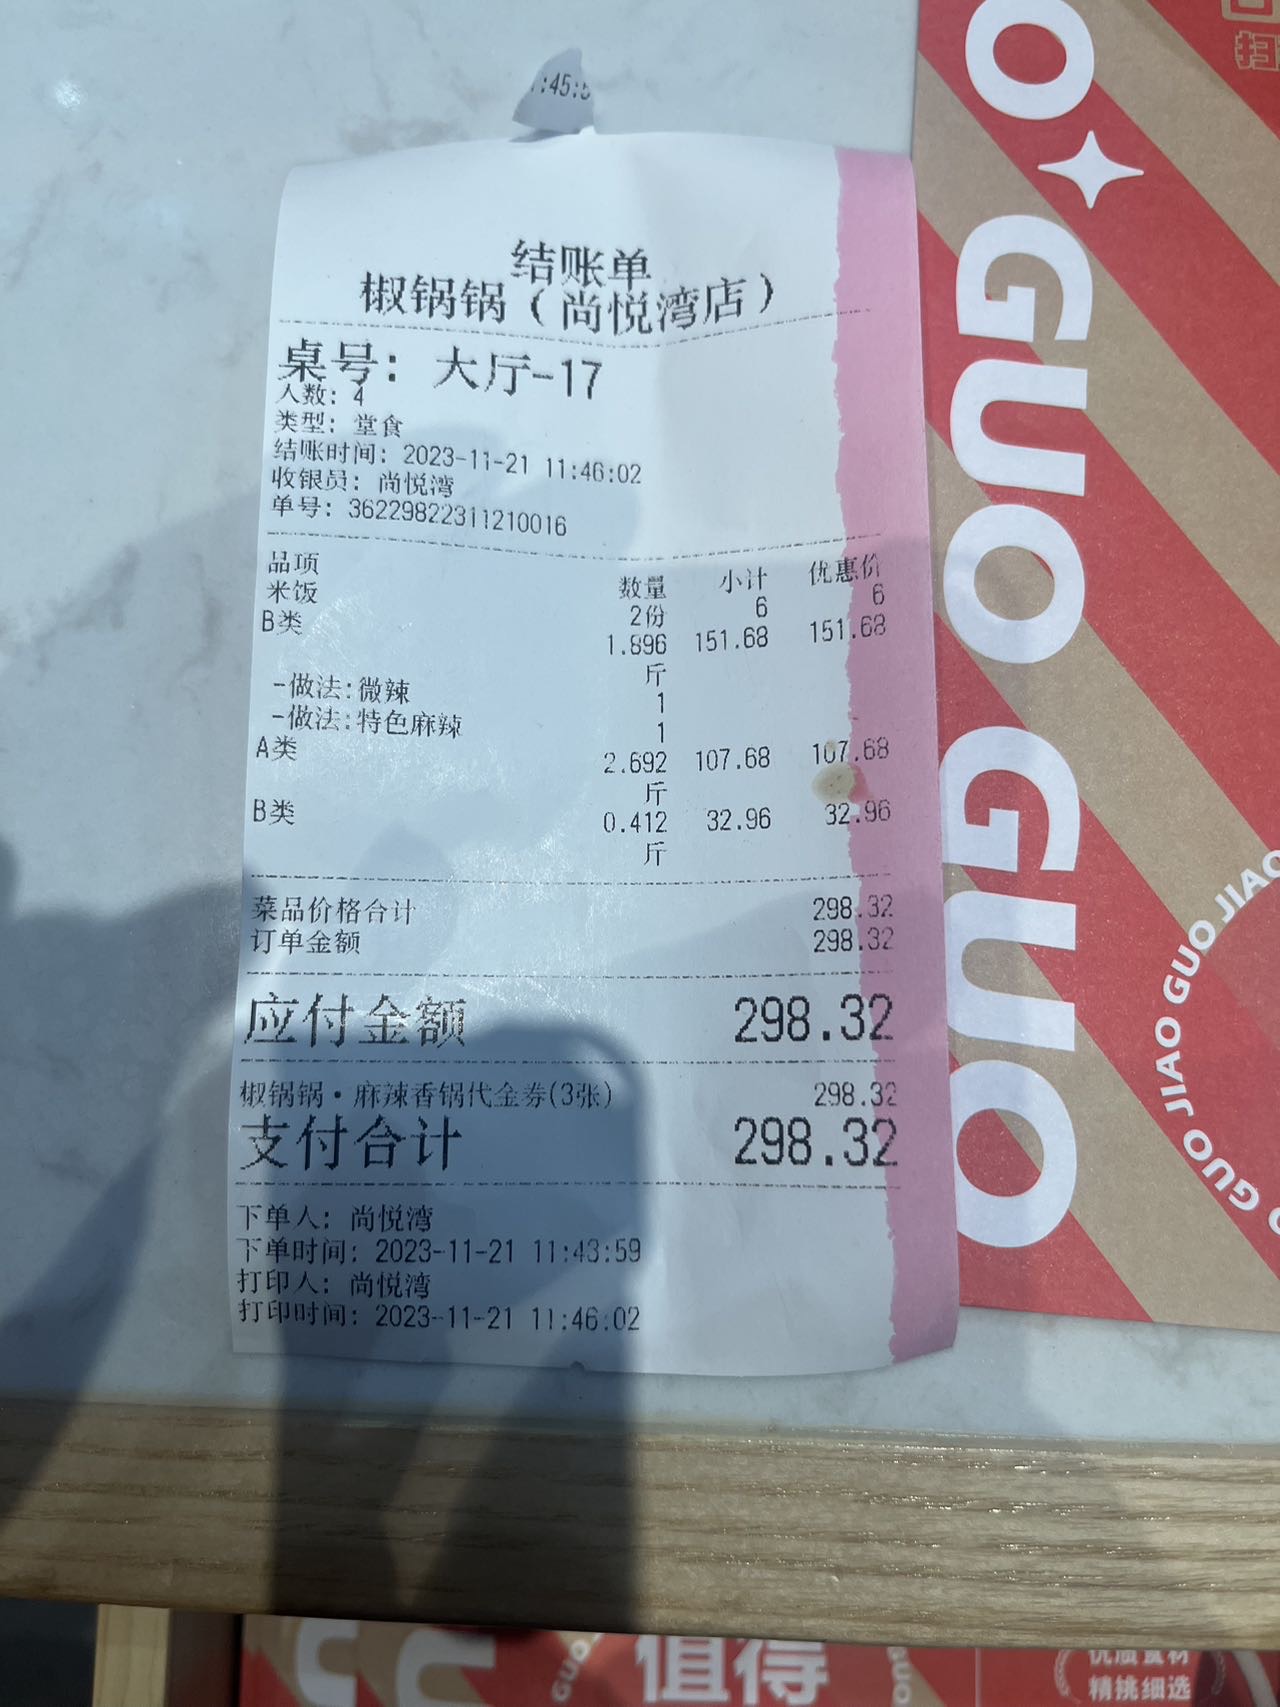 :45:5
结账单
椒锅锅（尚悦湾店）
桌号: 大厅-17
人数: 4
类型: 堂食
结账时间: 2023-11-21 11:46:02
收银员: 尚悦湾
单号: 36229822311210016
品项 数量 小计 优惠价
米饭 2份 6 6
B类 1.896 151.68 151.68
斤
-做法:微辣 1
-做法:特色麻辣 1
A类 2.692 107.68 107.68
斤
B类 0.412 32.96 32.96
斤
菜品价格合计 298.32
订单金额 298.32
应付金额 298.32
椒锅锅·麻辣香锅代金券(3张) 298.32
支付合计 298.32
下单人: 尚悦湾
下单时间: 2023-11-21 11:43:59
打印人: 尚悦湾
打印时间: 2023-11-21 11:46:02
O GUO GUO
GUO JIAO GUO JIAO GUO
扫
值得
GUO
UO
优质食材
精挑细选